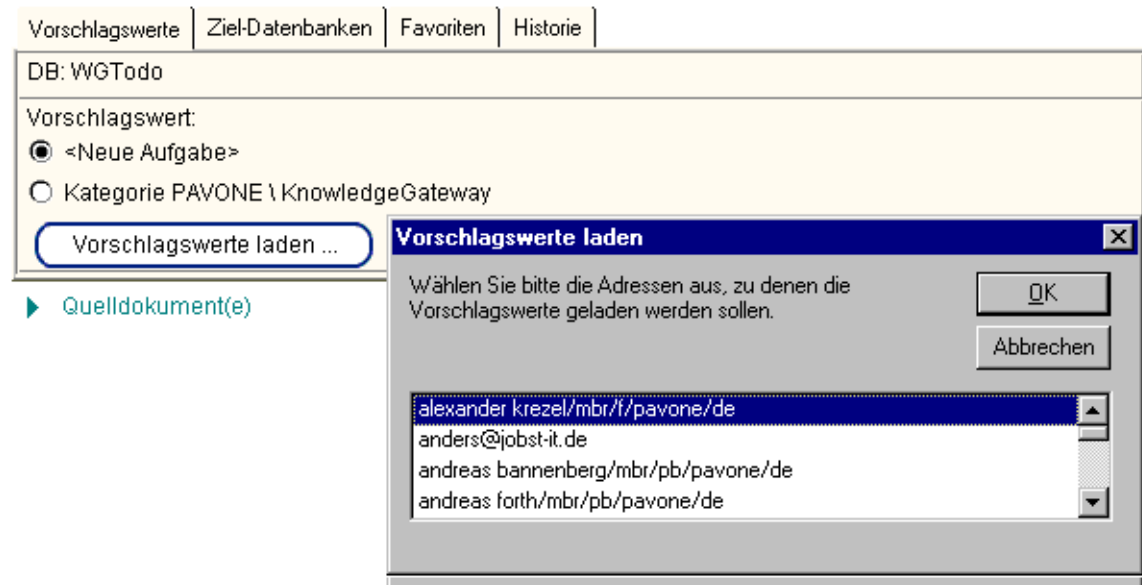 Vorschlagswerte Ziel-Datenbanken Favoriten Historie
DB: WGTodo
Vorschlagswert:
<Neue Aufgabe>
Kategorie PAVONE \ KnowledgeGateway
Vorschlagswerte laden ...
Quelldokument(e)
Vorschlagswerte laden
Wählen Sie bitte die Adressen aus, zu denen die
Vorschlagswerte geladen werden sollen.
OK
Abbrechen
alexander krezel/mbr/f/pavone/de
anders@jobst-it.de
andreas bannenberg/mbr/pb/pavone/de
andreas forth/mbr/pb/pavone/de